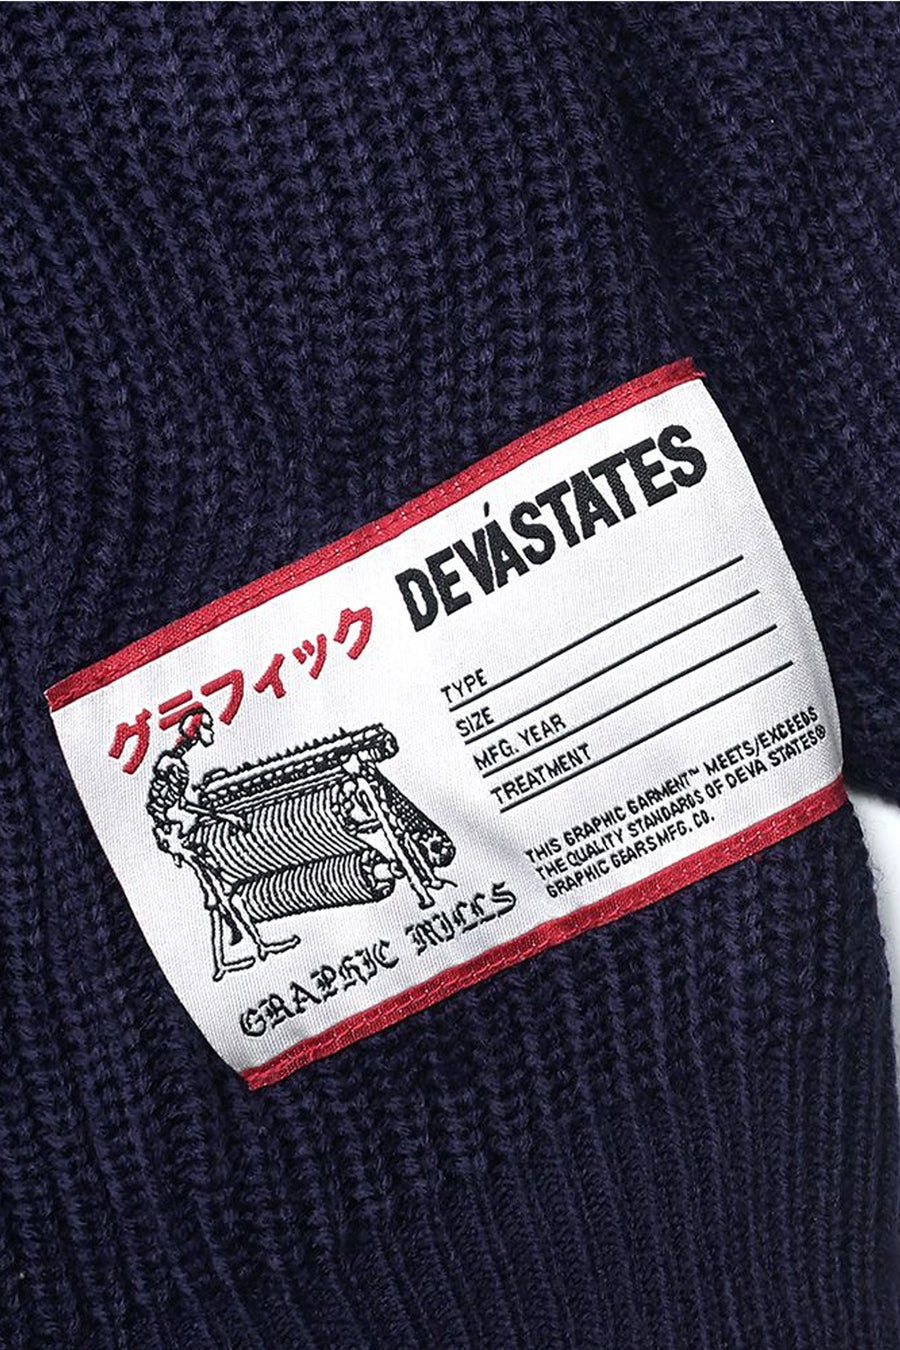 DEVÁSTATES
グラフィック
TYPE
SIZE
MFG. YEAR
TREATMENT
THIS GRAPHIC GARMENT™ MEETS/EXCEEDS
THE QUALITY STANDARDS OF DEVÁ STATES®
GRAPHIC GEARS MFG. CO.
GRAPHIC MILLS